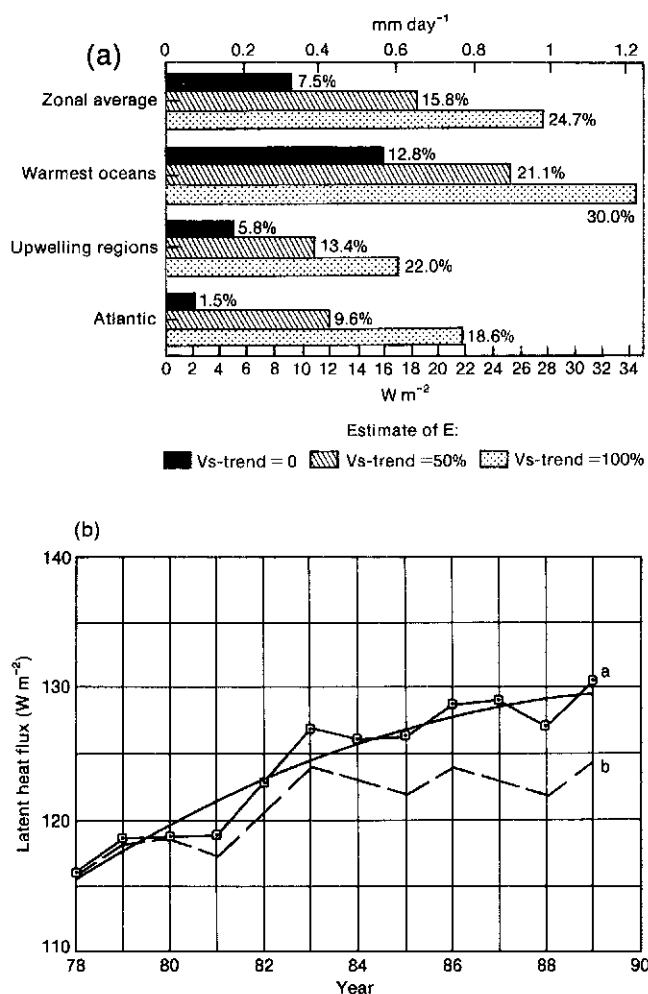 mm day⁻¹
0 0.2 0.4 0.6 0.8 1.0 1.2
(a)
Zonal average
7.5%
15.8%
24.7%
Warmest oceans
12.8%
21.1%
30.0%
Upwelling regions
5.8%
13.4%
22.0%
Atlantic
1.5%
9.6%
18.6%
0 2 4 6 8 10 12 14 16 18 20 22 24 26 28 30 32 34
W m⁻²
Estimate of E:
Vs-trend = 0 Vs-trend =50% Vs-trend =100%
(b)
140
130
120
110
Latent heat flux (W m⁻²)
a
b
78 80 82 84 86 88 90
Year